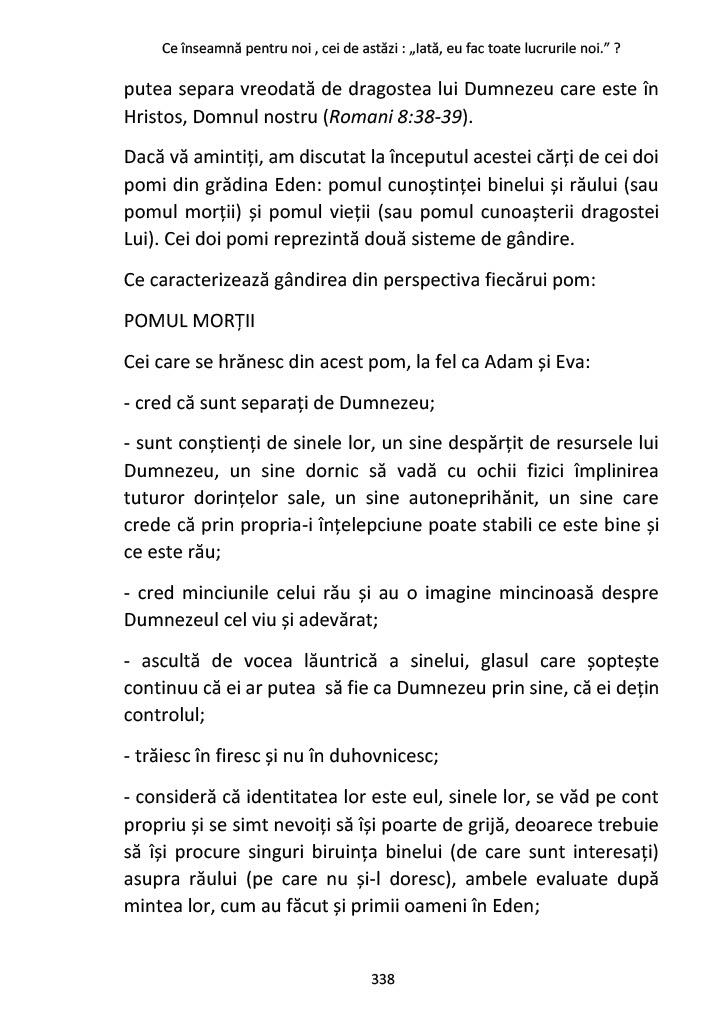 Ce înseamnă pentru noi , cei de astăzi : „Iată, eu fac toate lucrurile noi.” ?
putea separa vreodată de dragostea lui Dumnezeu care este în
Hristos, Domnul nostru (Romani 8:38-39).
Dacă vă amintiți, am discutat la începutul acestei cărți de cei doi
pomi din grădina Eden: pomul cunoștinței binelui și răului (sau
pomul morții) și pomul vieții (sau pomul cunoașterii dragostei
Lui). Cei doi pomi reprezintă două sisteme de gândire.
Ce caracterizează gândirea din perspectiva fiecărui pom:
POMUL MORȚII
Cei care se hrănesc din acest pom, la fel ca Adam și Eva:
- cred că sunt separați de Dumnezeu;
- sunt conștienți de sinele lor, un sine despărțit de resursele lui
Dumnezeu, un sine dornic să vadă cu ochii fizici împlinirea
tuturor dorințelor sale, un sine autoneprihănit, un sine care
crede că prin propria-i înțelepciune poate stabili ce este bine și
ce este rău;
- cred minciunile celui rău și au o imagine mincinoasă despre
Dumnezeul cel viu și adevărat;
- ascultă de vocea lăuntrică a sinelui, glasul care șoptește
continuu că ei ar putea  să fie ca Dumnezeu prin sine, că ei dețin
controlul;
- trăiesc în firesc și nu în duhovnicesc;
- consideră că identitatea lor este eul, sinele lor, se văd pe cont
propriu și se simt nevoiți să își poarte de grijă, deoarece trebuie
să își procure singuri biruința binelui (de care sunt interesați)
asupra răului (pe care nu și-l doresc), ambele evaluate după
mintea lor, cum au făcut și primii oameni în Eden;
338